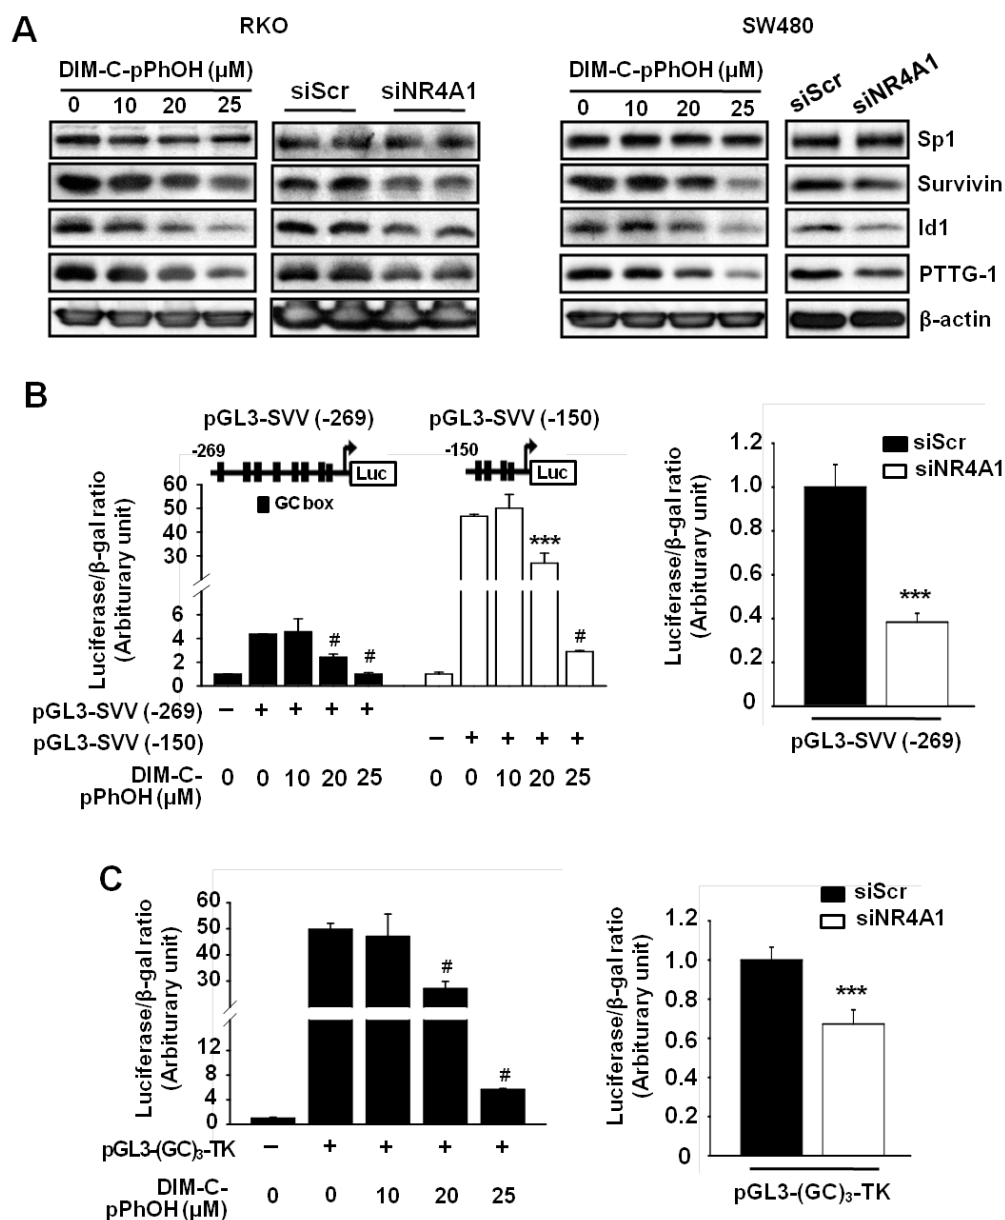 A
RKO
SW480
DIM-C-pPhOH (μM)
0 10 20 25
siScr siNR4A1
DIM-C-pPhOH (μM)
0 10 20 25
siScr siNR4A1
Sp1
Survivin
Id1
PTTG-1
β-actin
B
pGL3-SVV (-269)
pGL3-SVV (-150)
-269
Luc
GC box
-150
Luc
Luciferase/β-gal ratio
(Arbiturary unit)
60
50
40
30
6
4
2
0
# #
*** #
pGL3-SVV (-269) – + + + +
pGL3-SVV (-150) – + + + +
DIM-C-
pPhOH (μM)
0 0 10 20 25 0 0 10 20 25
siScr
siNR4A1
Luciferase/β-gal ratio
(Arbiturary unit)
1.2
1.0
0.8
0.6
0.4
0.2
0
***
pGL3-SVV (-269)
C
Luciferase/β-gal ratio
(Arbiturary unit)
60
50
40
30
12
8
4
0
# #
pGL3-(GC)₃-TK – + + + +
DIM-C-
pPhOH (μM)
0 0 10 20 25
siScr
siNR4A1
Luciferase/β-gal ratio
(Arbiturary unit)
1.2
1.0
0.8
0.6
0.4
0.2
0
***
pGL3-(GC)₃-TK